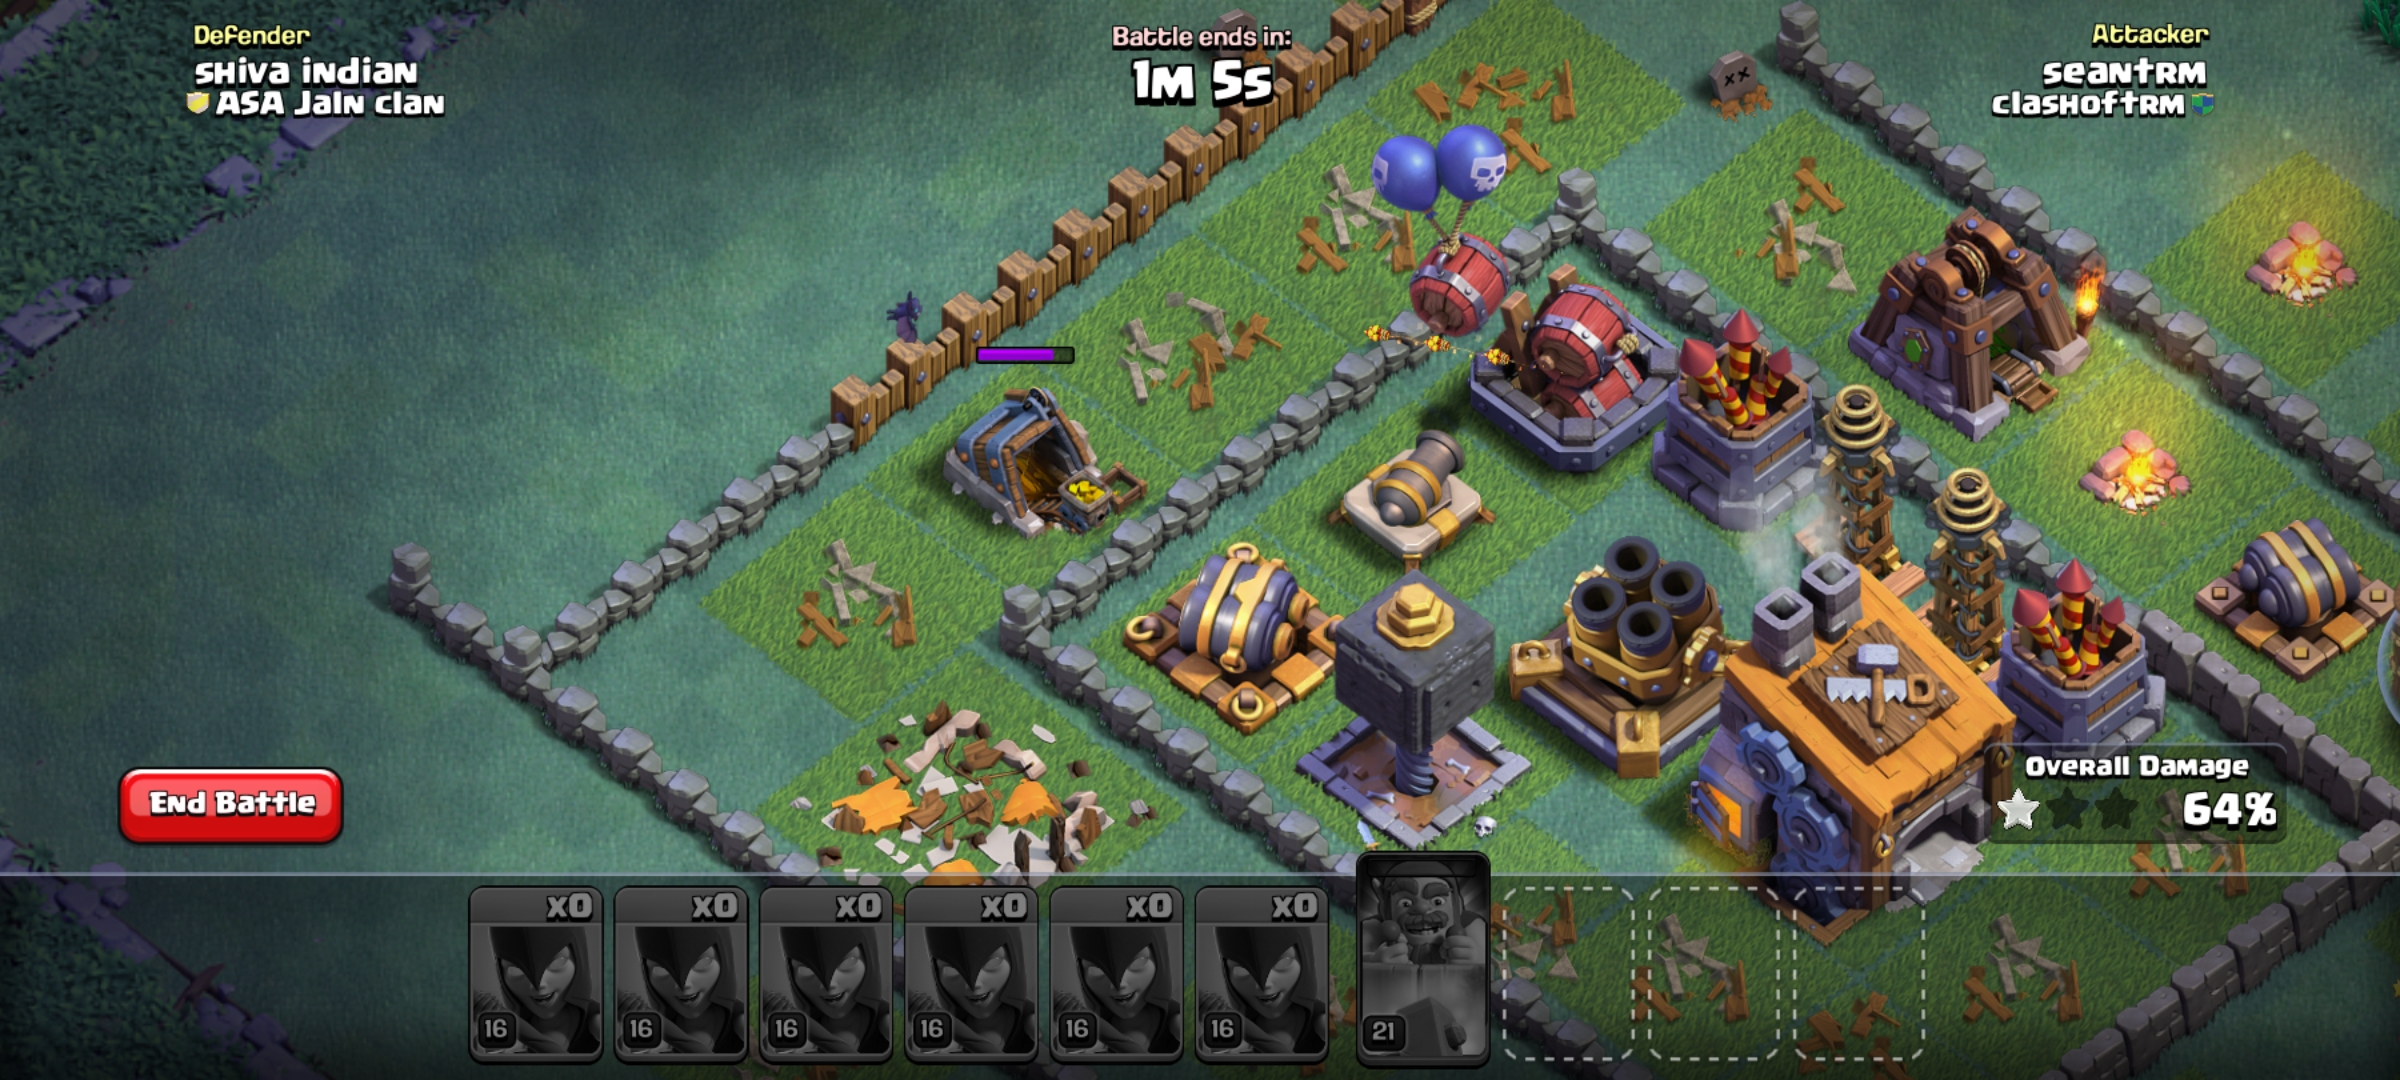 Defender
shiva indian
ASA Jain clan
Battle ends in:
1m 5s
Attacker
seantrm
clashoftrm
End Battle
Overall Damage
64%
x0
x0
x0
x0
x0
x0
16
16
16
16
16
16
21